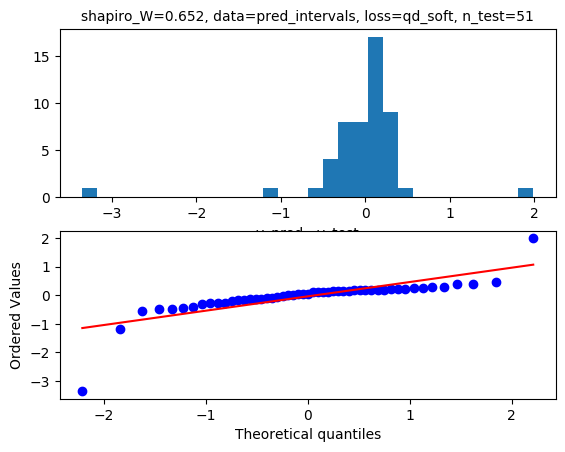 shapiro_W=0.652, data=pred_intervals, loss=qd_soft, n_test=51
15
10
5
0
−3 −2 −1 0 1 2
2
1
0
−1
−2
−3
Ordered Values
−2 −1 0 1 2
Theoretical quantiles